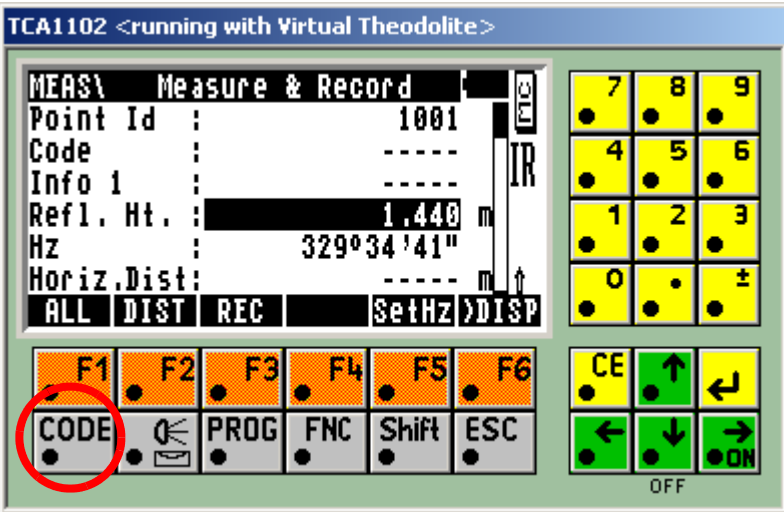 TCA1102 <running with Virtual Theodolite>
MEAS\ Measure & Record mc
Point Id : 1001
Code : -----
Info 1 : ----- IR
Refl. Ht. : 1.440 m
Hz : 329°34'41"
Horiz.Dist: ----- m ↑
ALL DIST REC SetHz >DISP
7 8 9
4 5 6
1 2 3
0 . ±
F1 F2 F3 F4 F5 F6
CODE PROG FNC Shift ESC
CE ↑ ↵
← ↓ → ON
OFF